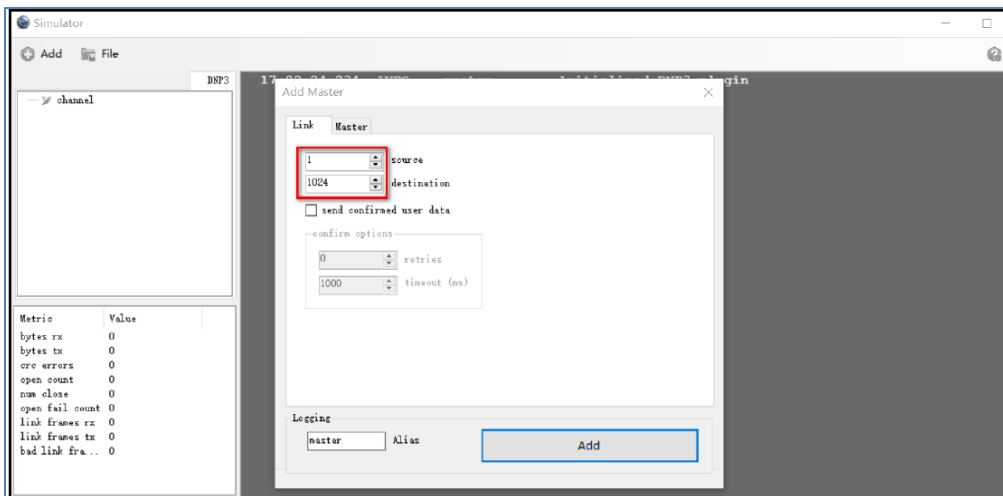 Simulator
Add File
DNP3
channel
Metric Value
bytes rx 0
bytes tx 0
crc errors 0
open count 0
num close 0
open fail count 0
link frames rx 0
link frames tx 0
bad link fra... 0
Add Master
Link Master
1 source
1024 destination
send confirmed user data
confirm options
0 retries
1000 timeout (ms)
Logging
master Alias
Add